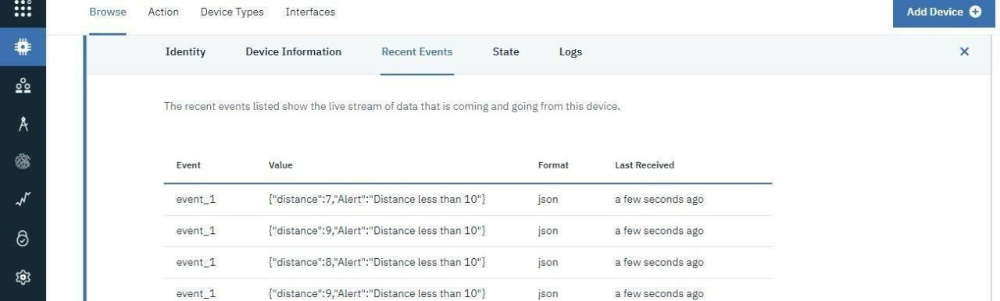 Browse Action Device Types Interfaces Add Device
Identity Device Information Recent Events State Logs
The recent events listed show the live stream of data that is coming and going from this device.
Event Value Format Last Received
event_1 {"distance":7,"Alert":"Distance less than 10"} json a few seconds ago
event_1 {"distance":9,"Alert":"Distance less than 10"} json a few seconds ago
event_1 {"distance":8,"Alert":"Distance less than 10"} json a few seconds ago
event_1 {"distance":9,"Alert":"Distance less than 10"} json a few seconds ago